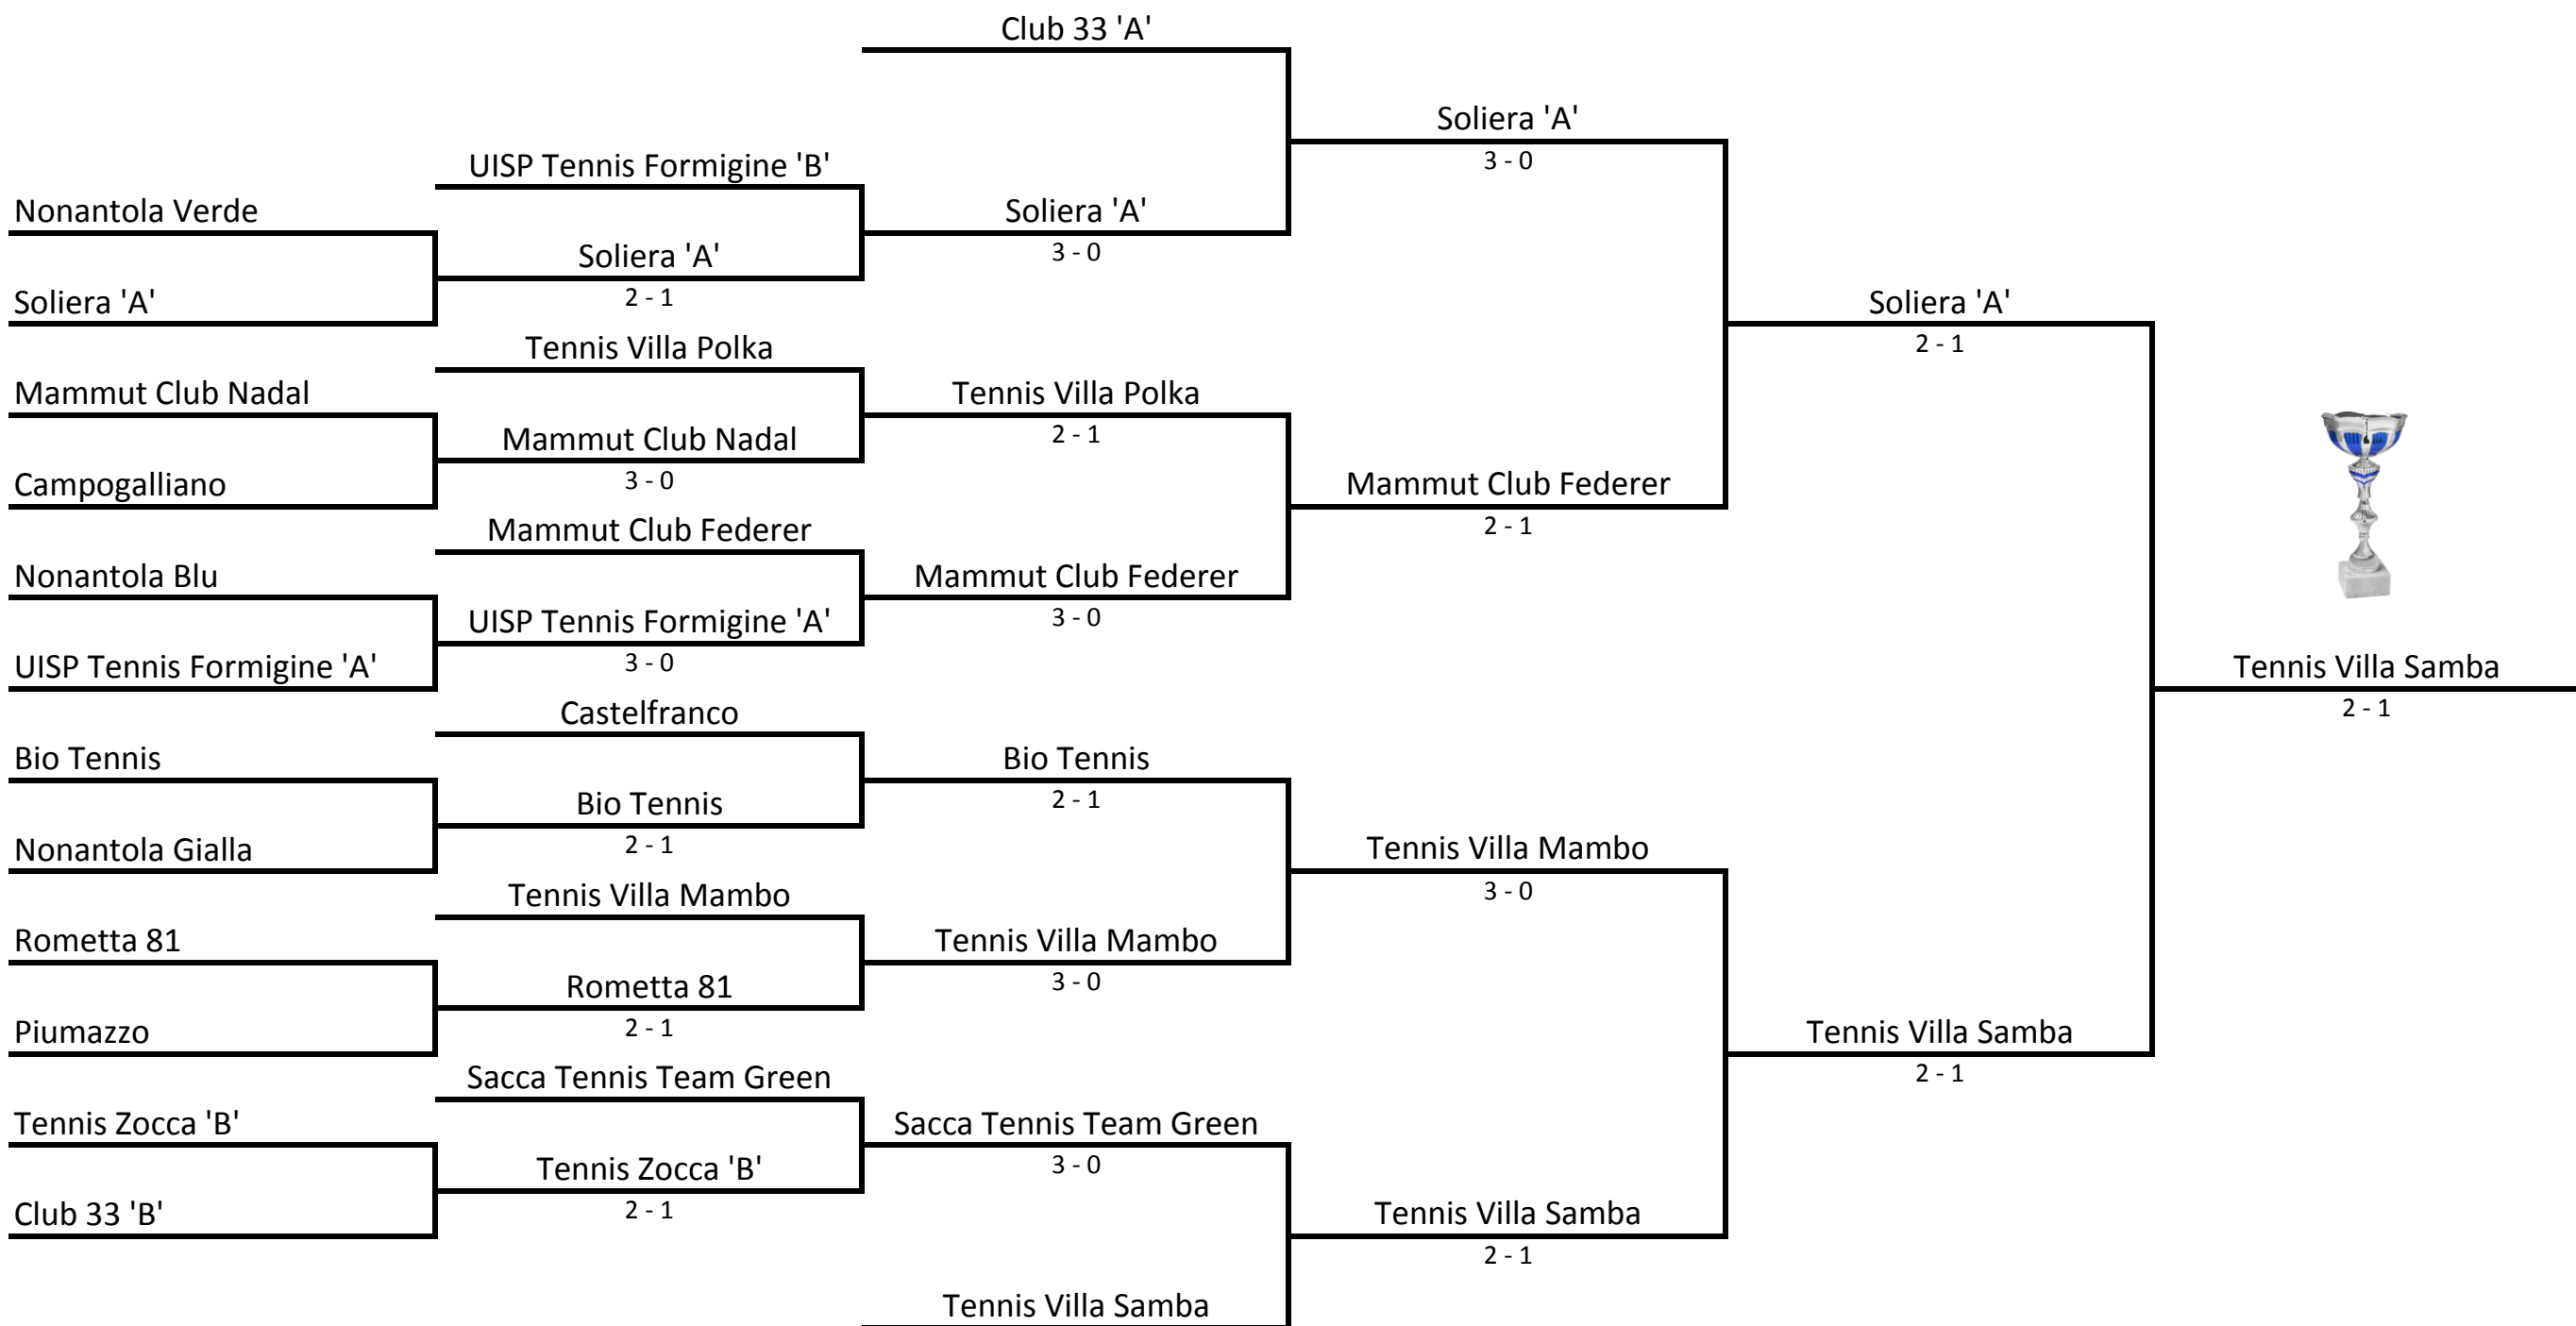 Club 33 'A'
Soliera 'A'
3 - 0
UISP Tennis Formigine 'B'
Nonantola Verde
Soliera 'A'
3 - 0
Soliera 'A'
2 - 1
Soliera 'A'
Soliera 'A'
2 - 1
Tennis Villa Polka
Mammut Club Nadal
Tennis Villa Polka
2 - 1
Mammut Club Nadal
3 - 0
Campogalliano
Mammut Club Federer
2 - 1
Mammut Club Federer
Nonantola Blu
Mammut Club Federer
3 - 0
UISP Tennis Formigine 'A'
3 - 0
UISP Tennis Formigine 'A'
Tennis Villa Samba
2 - 1
Castelfranco
Bio Tennis
Bio Tennis
2 - 1
Bio Tennis
2 - 1
Nonantola Gialla
Tennis Villa Mambo
3 - 0
Tennis Villa Mambo
Rometta 81
Tennis Villa Mambo
3 - 0
Rometta 81
2 - 1
Piumazzo
Tennis Villa Samba
2 - 1
Sacca Tennis Team Green
Tennis Zocca 'B'
Sacca Tennis Team Green
3 - 0
Tennis Zocca 'B'
2 - 1
Club 33 'B'
Tennis Villa Samba
2 - 1
Tennis Villa Samba